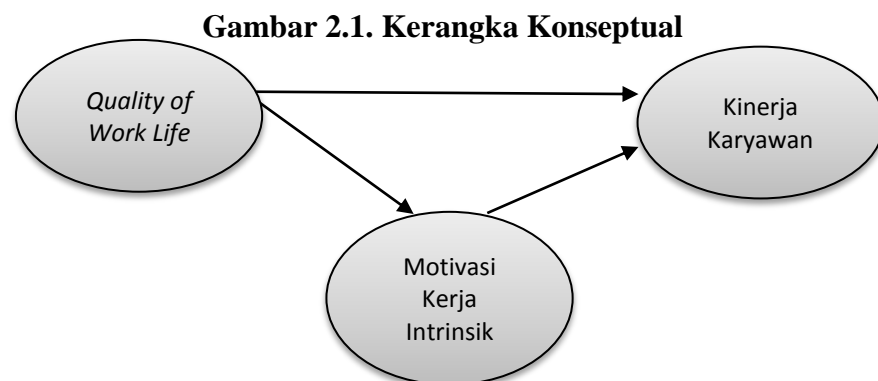 Gambar 2.1. Kerangka Konseptual
Quality of
Work Life
Kinerja
Karyawan
Motivasi
Kerja
Intrinsik